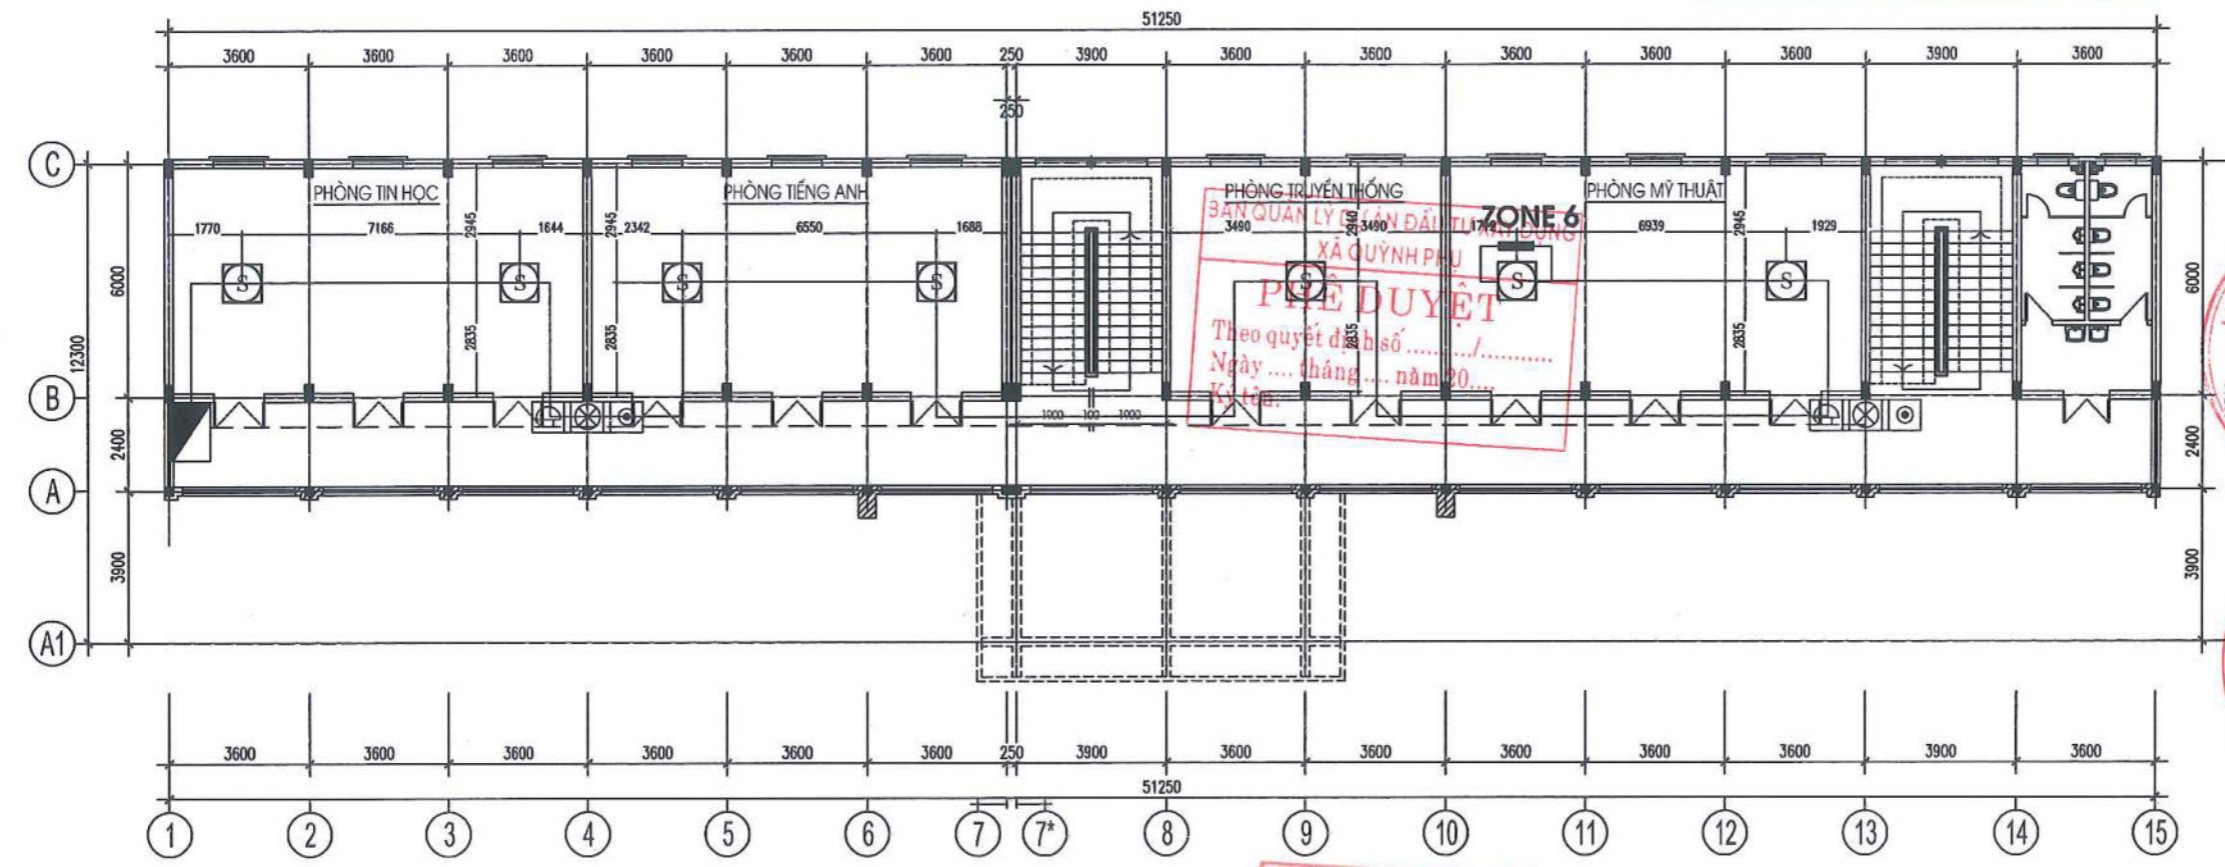 51250
3600 3600 3600 3600 3600 3600 250 3900 3600 3600 3600 3600 3600 3900 3600
250
C
PHÒNG TIN HỌC PHÒNG TIẾNG ANH PHÒNG TRUYỀN THỐNG PHÒNG MỸ THUẬT
BAN QUẢN LÝ DỰ ÁN ĐẦU TƯ XÂY DỰNG
ZONE 6
1770 7166 2945 1644 2945 2342 6550 1688 3490 2940 3490 1712 6939 2945 1929
XÃ QUỲNH PHỤ
S S S S S S S
PHÊ DUYỆT
6000 6000
2835 2835 2835 2835
Theo quyết định số ......../..........
Ngày .... tháng .... năm 20....
Ký tên:
12300
B
1900 100 1900
2400 2400
A
3900 3900
A1
3600 3600 3600 3600 3600 3600 250 3900 3600 3600 3600 3600 3600 3900 3600
51250
1 2 3 4 5 6 7 7* 8 9 10 11 12 13 14 15